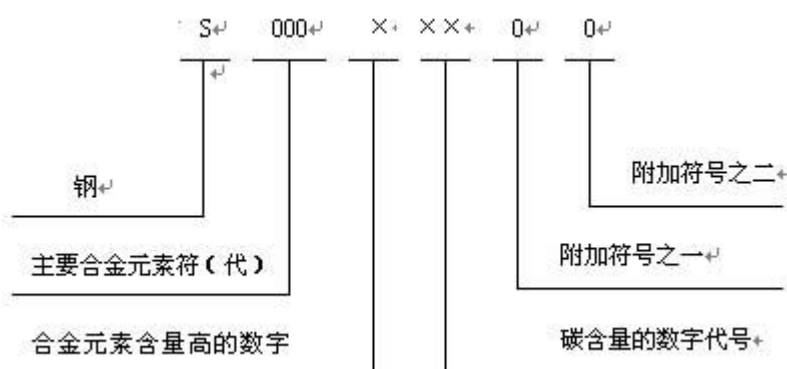 S 000 × ×× 0 0
钢
附加符号之二
主要合金元素符(代)
附加符号之一
合金元素含量高的数字
碳含量的数字代号